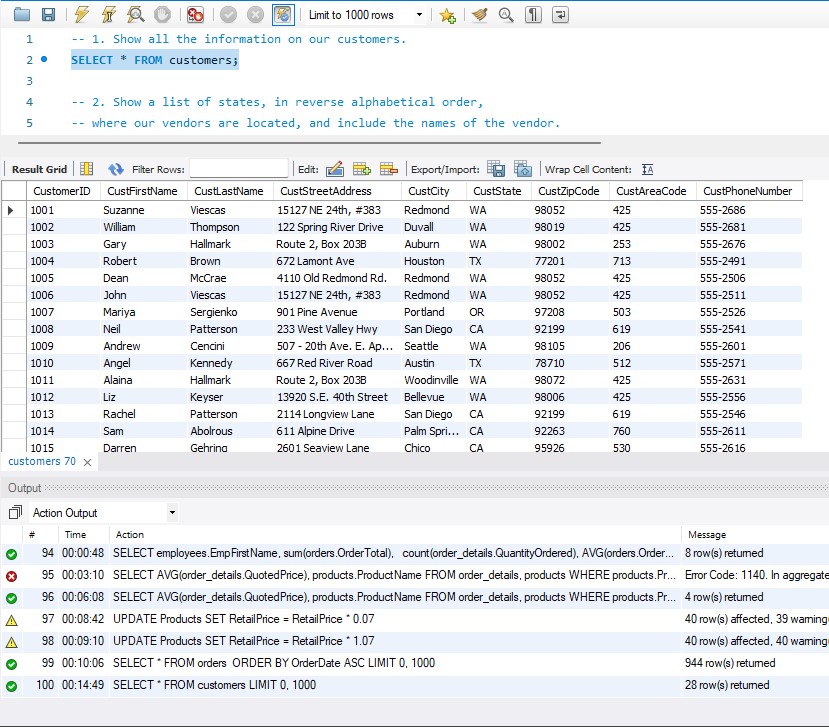 Limit to 1000 rows
1 -- 1. Show all the information on our customers.
2 SELECT * FROM customers;
3
4 -- 2. Show a list of states, in reverse alphabetical order,
5 -- where our vendors are located, and include the names of the vendor.
Result Grid Filter Rows: Edit: Export/Import: Wrap Cell Content: IA
CustomerID CustFirstName CustLastName CustStreetAddress CustCity CustState CustZipCode CustAreaCode CustPhoneNumber
1001 Suzanne Viescas 15127 NE 24th, #383 Redmond WA 98052 425 555-2686
1002 William Thompson 122 Spring River Drive Duvall WA 98019 425 555-2681
1003 Gary Hallmark Route 2, Box 203B Auburn WA 98002 253 555-2676
1004 Robert Brown 672 Lamont Ave Houston TX 77201 713 555-2491
1005 Dean McCrae 4110 Old Redmond Rd. Redmond WA 98052 425 555-2506
1006 John Viescas 15127 NE 24th, #383 Redmond WA 98052 425 555-2511
1007 Mariya Sergienko 901 Pine Avenue Portland OR 97208 503 555-2526
1008 Neil Patterson 233 West Valley Hwy San Diego CA 92199 619 555-2541
1009 Andrew Cencini 507 - 20th Ave. E. Ap... Seattle WA 98105 206 555-2601
1010 Angel Kennedy 667 Red River Road Austin TX 78710 512 555-2571
1011 Alaina Hallmark Route 2, Box 203B Woodinville WA 98072 425 555-2631
1012 Liz Keyser 13920 S.E. 40th Street Bellevue WA 98006 425 555-2556
1013 Rachel Patterson 2114 Longview Lane San Diego CA 92199 619 555-2546
1014 Sam Abolrous 611 Alpine Drive Palm Spri... CA 92263 760 555-2611
1015 Darren Gehring 2601 Seaview Lane Chico CA 95926 530 555-2616
customers 70
Output
Action Output
# Time Action Message
94 00:00:48 SELECT employees.EmpFirstName, sum(orders.OrderTotal), count(order_details.QuantityOrdered), AVG(orders.Order... 8 row(s) returned
95 00:03:10 SELECT AVG(order_details.QuotedPrice), products.ProductName FROM order_details, products WHERE products.Pr... Error Code: 1140. In aggregate
96 00:06:08 SELECT AVG(order_details.QuotedPrice), products.ProductName FROM order_details, products WHERE products.Pr... 4 row(s) returned
97 00:08:42 UPDATE Products SET RetailPrice = RetailPrice * 0.07 40 row(s) affected, 39 warning
98 00:09:10 UPDATE Products SET RetailPrice = RetailPrice * 1.07 40 row(s) affected, 40 warning
99 00:10:06 SELECT * FROM orders ORDER BY OrderDate ASC LIMIT 0, 1000 944 row(s) returned
100 00:14:49 SELECT * FROM customers LIMIT 0, 1000 28 row(s) returned